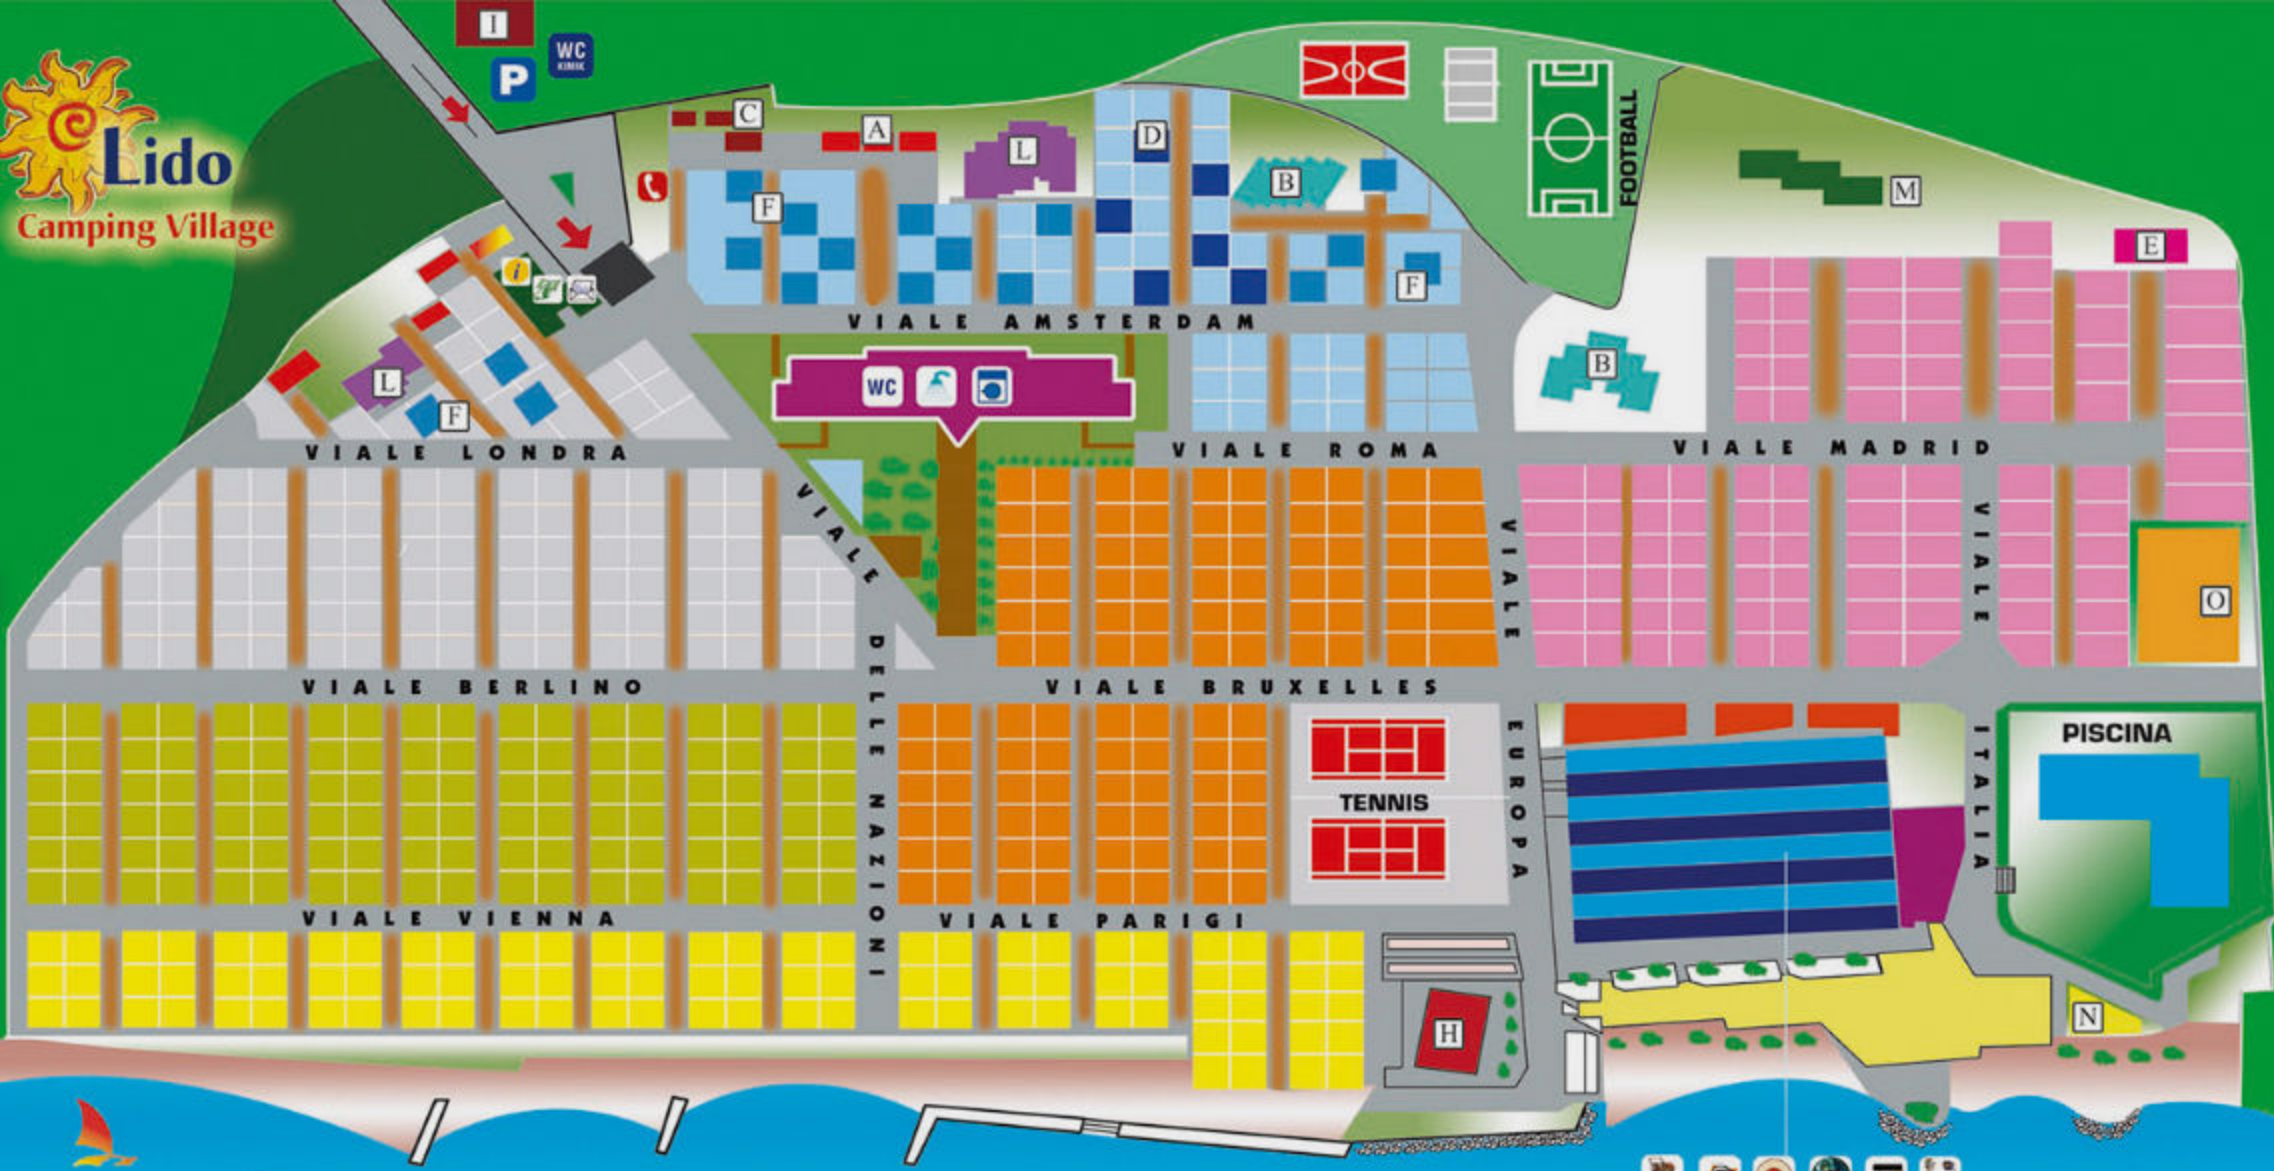 I
WC
KIMIK
P
Lido
Camping Village
C
A
L
D
B
F
F
M
E
FOOTBALL
i
VIALE AMSTERDAM
B
WC
L
F
VIALE LONDRA
VIALE ROMA
VIALE MADRID
VIALE DELLE NAZIONI
VIALE EUROPA
VIALE ITALIA
O
VIALE BERLINO
VIALE BRUXELLES
PISCINA
TENNIS
VIALE VIENNA
VIALE PARIGI
H
N